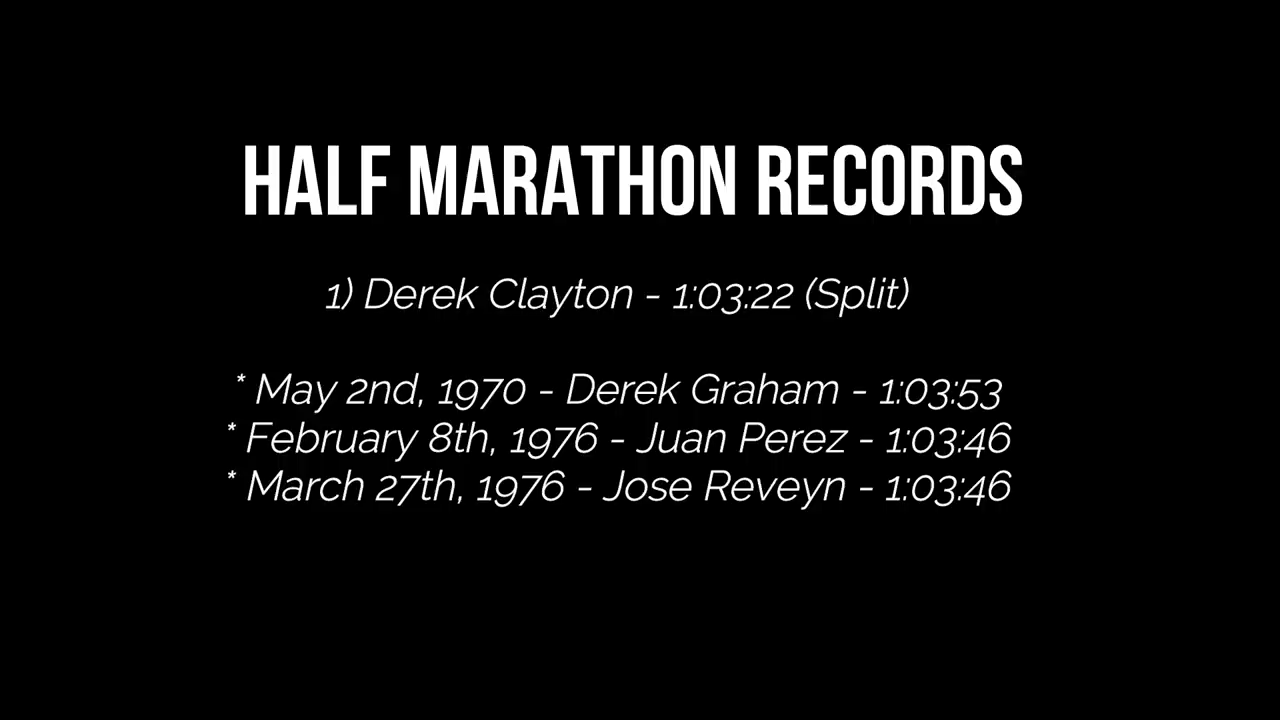 HALF MARATHON RECORDS
1) Derek Clayton - 1:03:22 (Split)
* May 2nd, 1970 - Derek Graham - 1:03:53
* February 8th, 1976 - Juan Perez - 1:03:46
* March 27th, 1976 - Jose Reveyn - 1:03:46